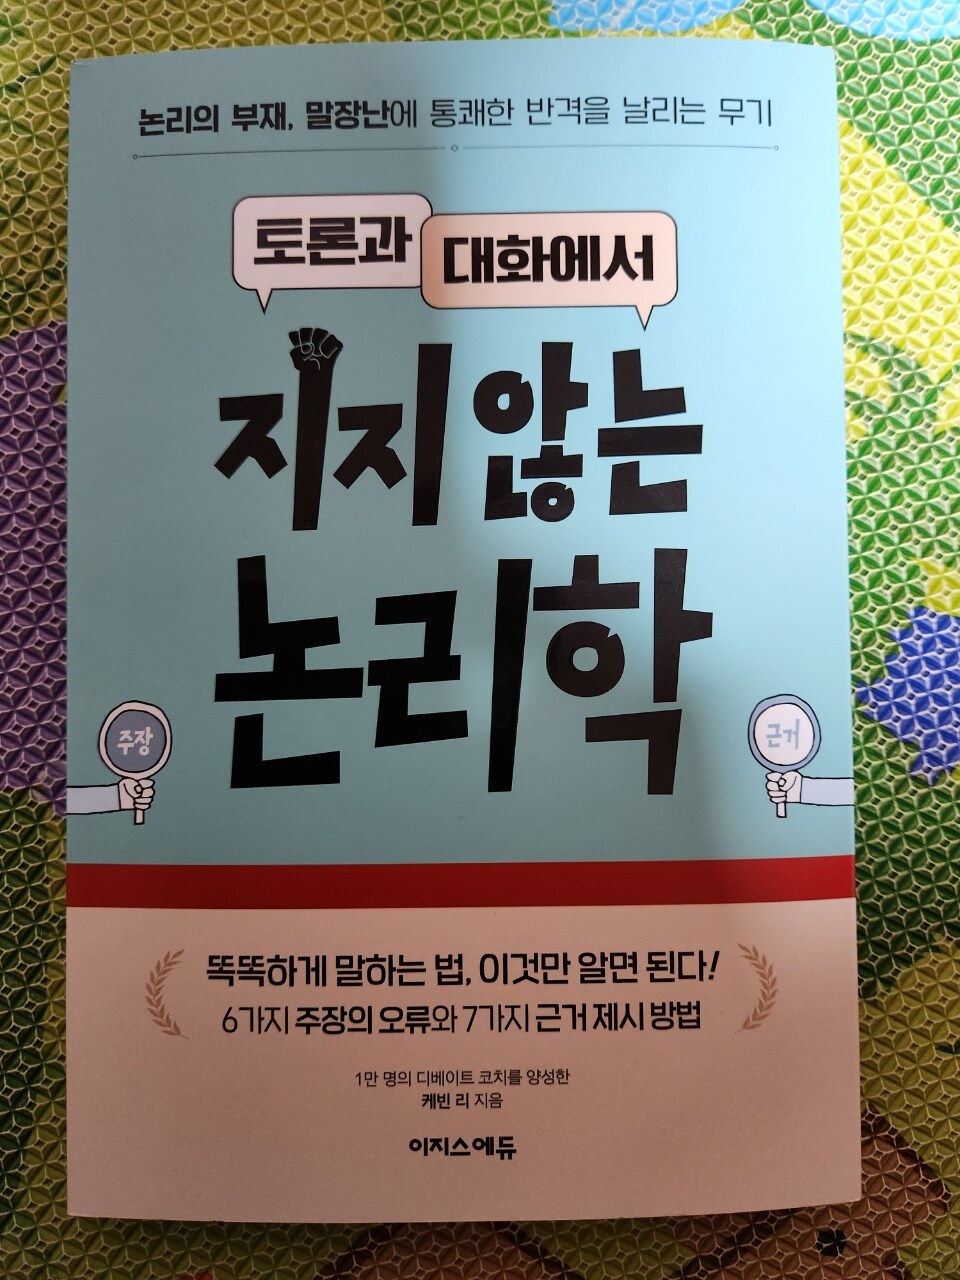 논리의 부재, 말장난에 통쾌한 반격을 날리는 무기
토론과
대화에서
지지 않는
논리학
주장
근거
똑똑하게 말하는 법, 이것만 알면 된다!
6가지 주장의 오류와 7가지 근거 제시 방법
1만 명의 디베이트 코치를 양성한
케빈 리 지음
이지스에듀